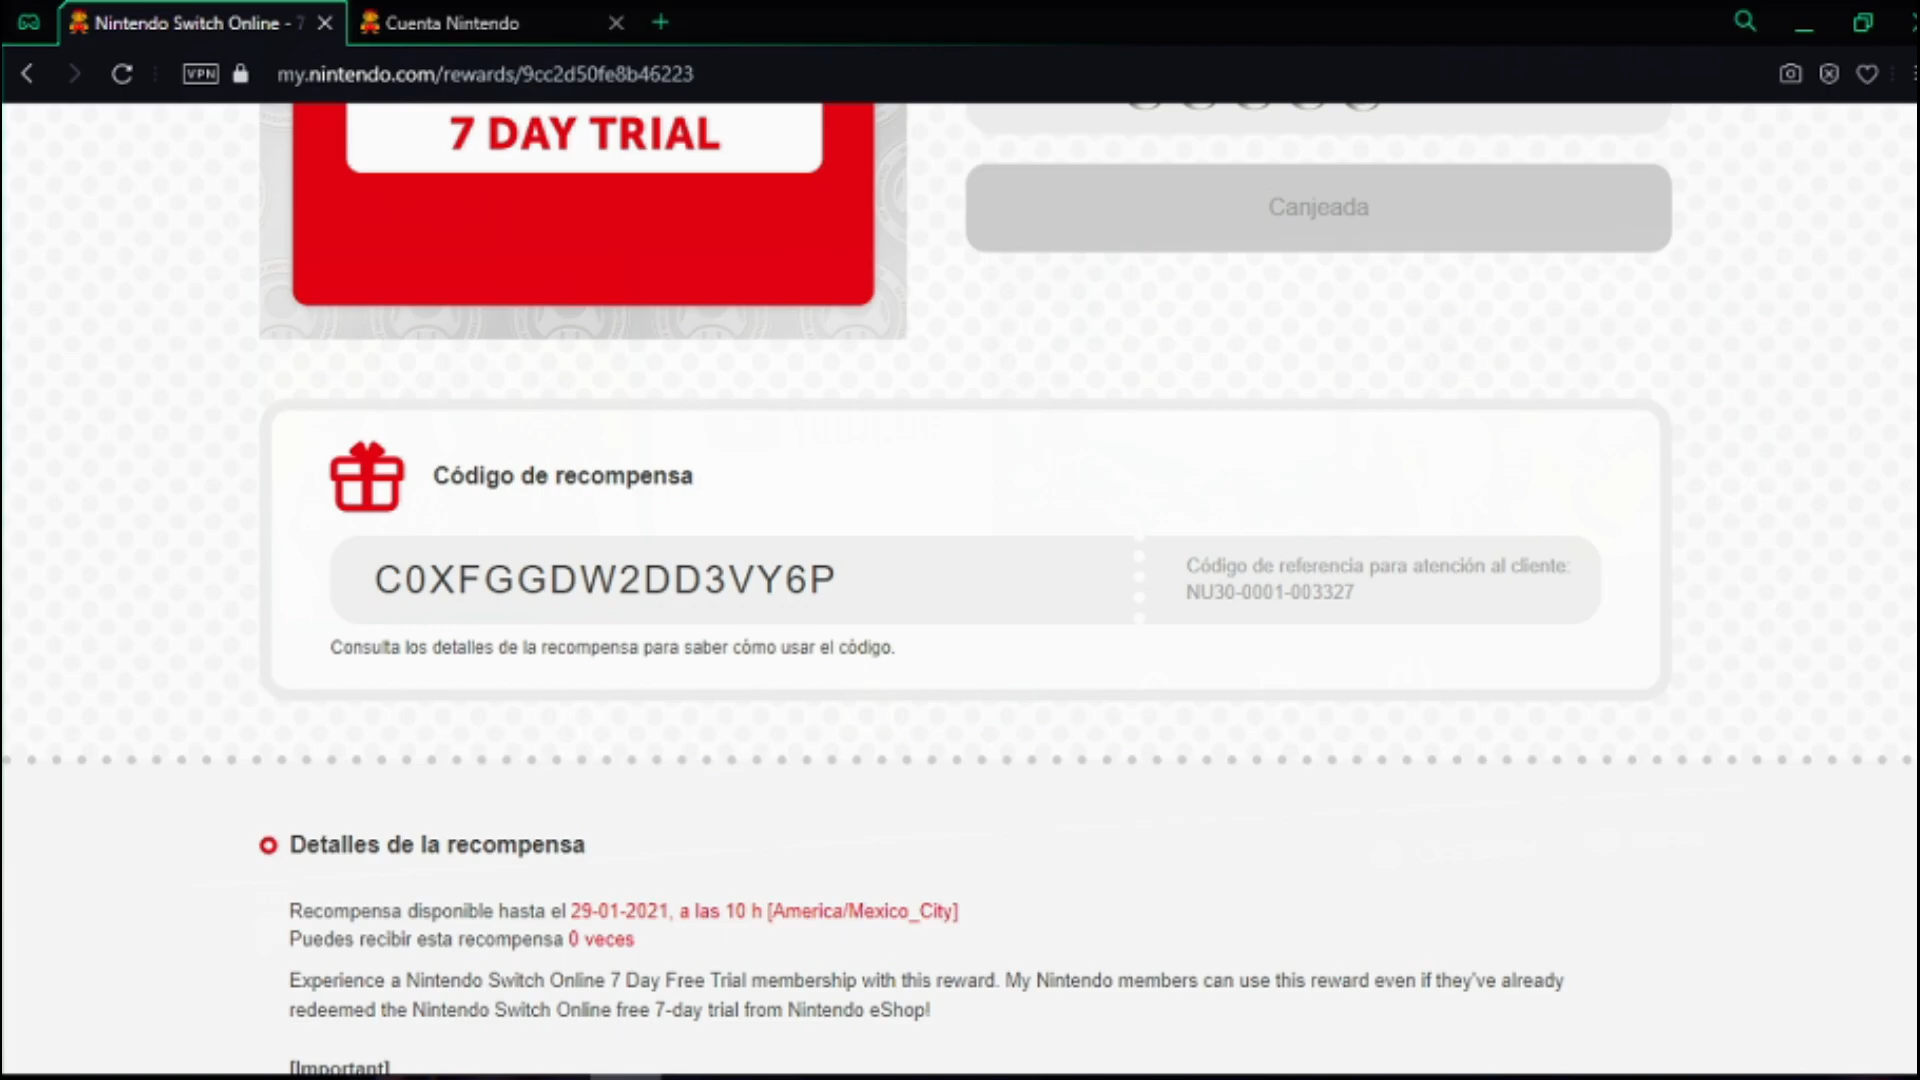 Nintendo Switch Online - 7
Cuenta Nintendo
VPN
my.nintendo.com/rewards/9cc2d50fe8b46223
7 DAY TRIAL
Canjeada
Código de recompensa
C0XFGGDW2DD3VY6P
Código de referencia para atención al cliente:
NU30-0001-003327
Consulta los detalles de la recompensa para saber cómo usar el código.
Detalles de la recompensa
Recompensa disponible hasta el 29-01-2021, a las 10 h [America/Mexico_City]
Puedes recibir esta recompensa 0 veces
Experience a Nintendo Switch Online 7 Day Free Trial membership with this reward. My Nintendo members can use this reward even if they've already
redeemed the Nintendo Switch Online free 7-day trial from Nintendo eShop!
[Important]